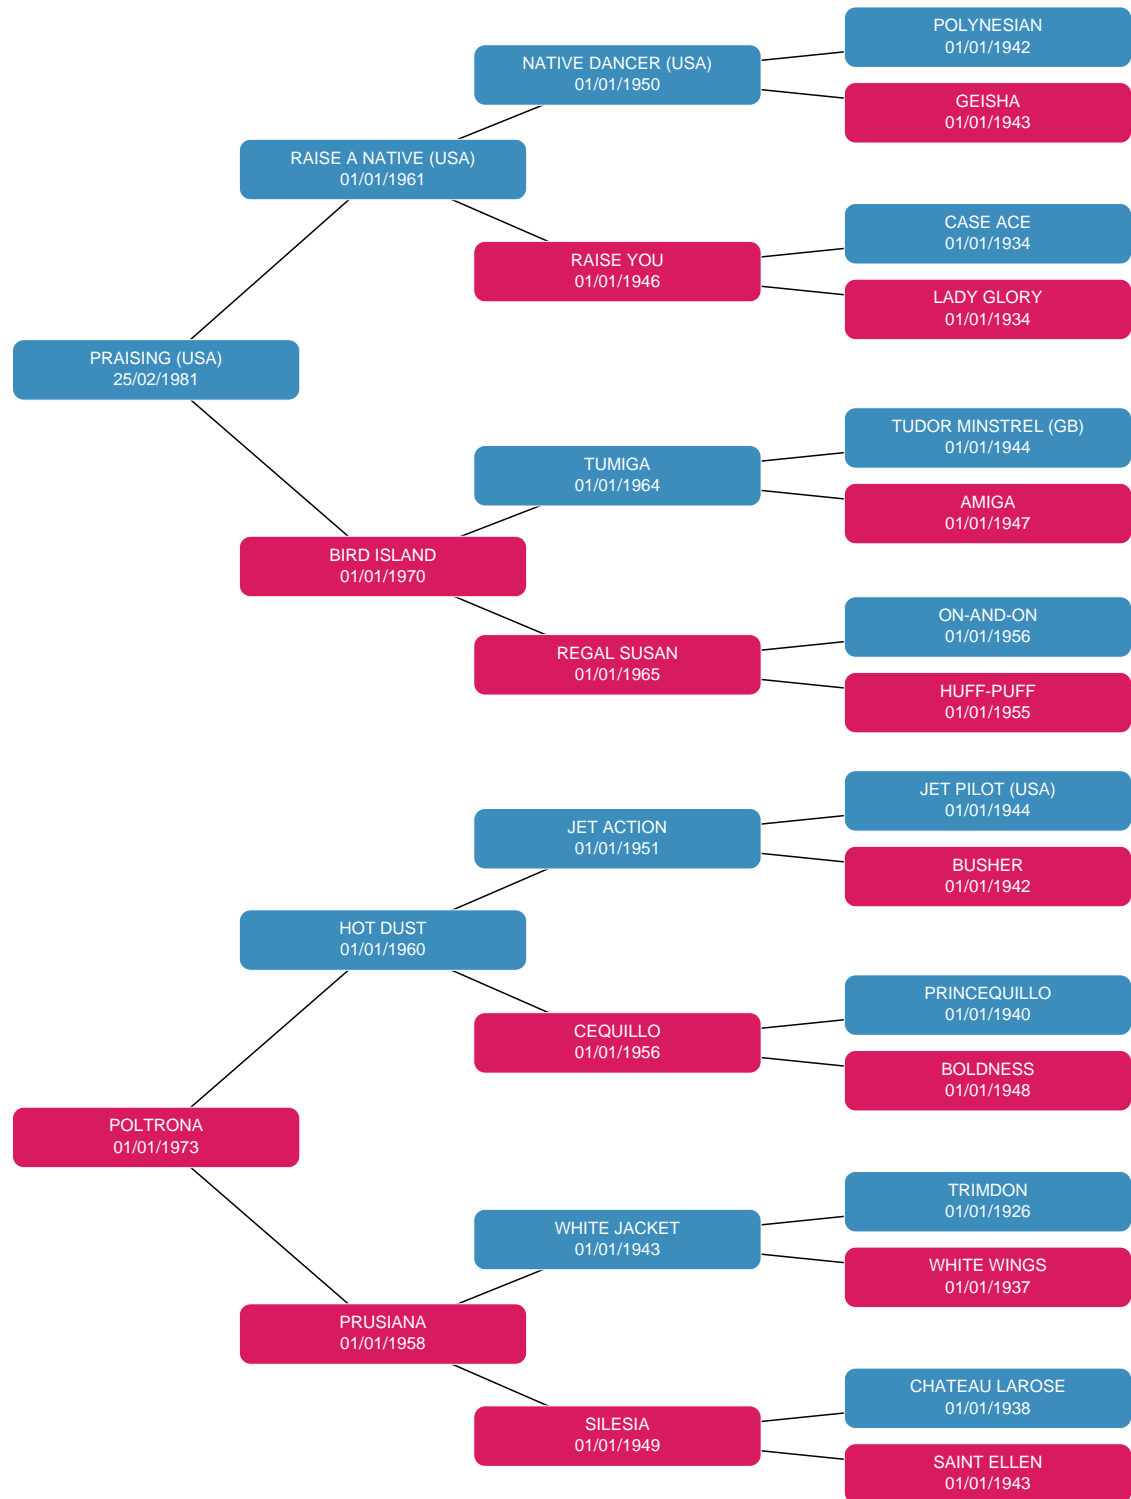 POLYNESIAN
01/01/1942
NATIVE DANCER (USA)
01/01/1950
GEISHA
01/01/1943
RAISE A NATIVE (USA)
01/01/1961
CASE ACE
01/01/1934
RAISE YOU
01/01/1946
LADY GLORY
01/01/1934
PRAISING (USA)
25/02/1981
TUDOR MINSTREL (GB)
01/01/1944
TUMIGA
01/01/1964
AMIGA
01/01/1947
BIRD ISLAND
01/01/1970
ON-AND-ON
01/01/1956
REGAL SUSAN
01/01/1965
HUFF-PUFF
01/01/1955
JET PILOT (USA)
01/01/1944
JET ACTION
01/01/1951
BUSHER
01/01/1942
HOT DUST
01/01/1960
PRINCEQUILLO
01/01/1940
CEQUILLO
01/01/1956
BOLDNESS
01/01/1948
POLTRONA
01/01/1973
TRIMDON
01/01/1926
WHITE JACKET
01/01/1943
WHITE WINGS
01/01/1937
PRUSIANA
01/01/1958
CHATEAU LAROSE
01/01/1938
SILESIA
01/01/1949
SAINT ELLEN
01/01/1943